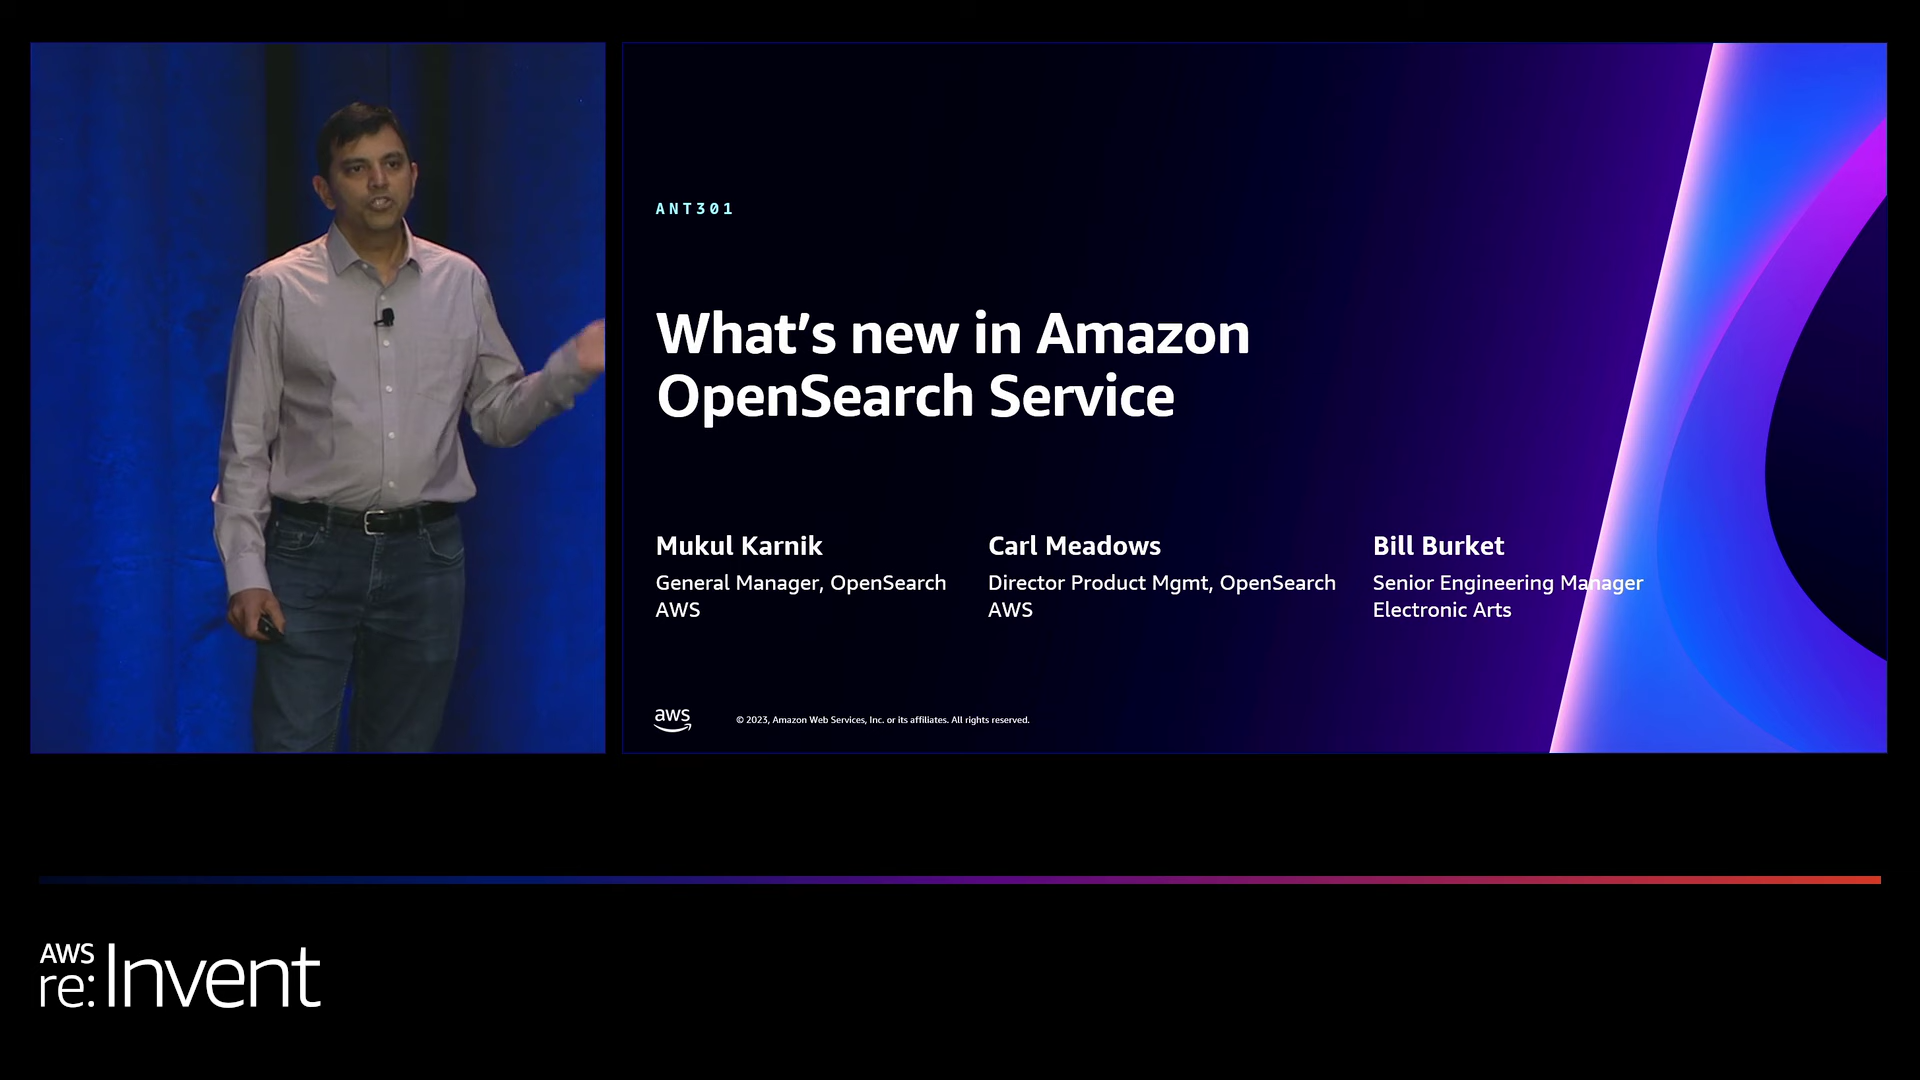 ANT301
What's new in Amazon
OpenSearch Service
Mukul Karnik
General Manager, OpenSearch
AWS
Carl Meadows
Director Product Mgmt, OpenSearch
AWS
Bill Burket
Senior Engineering Manager
Electronic Arts
aws
© 2023, Amazon Web Services, Inc. or its affiliates. All rights reserved.
AWS
re:Invent